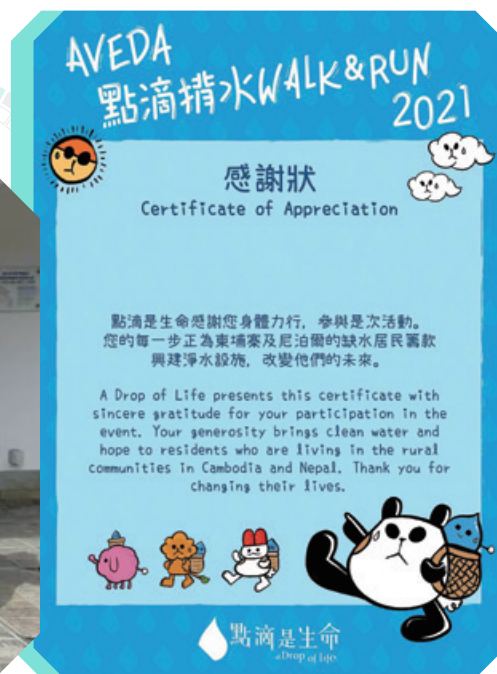 AVEDA
點滴揹水WALK&RUN
2021
感謝狀
Certificate of Appreciation
點滴是生命感謝您身體力行，參與是次活動。
您的每一步正為柬埔寨及尼泊爾的缺水居民籌款
興建淨水設施，改變他們的未來。
A Drop of Life presents this certificate with
sincere gratitude for your participation in the
event. Your generosity brings clean water and
hope to residents who are living in the rural
communities in Cambodia and Nepal. Thank you for
changing their lives.
點滴是生命
a Drop of life